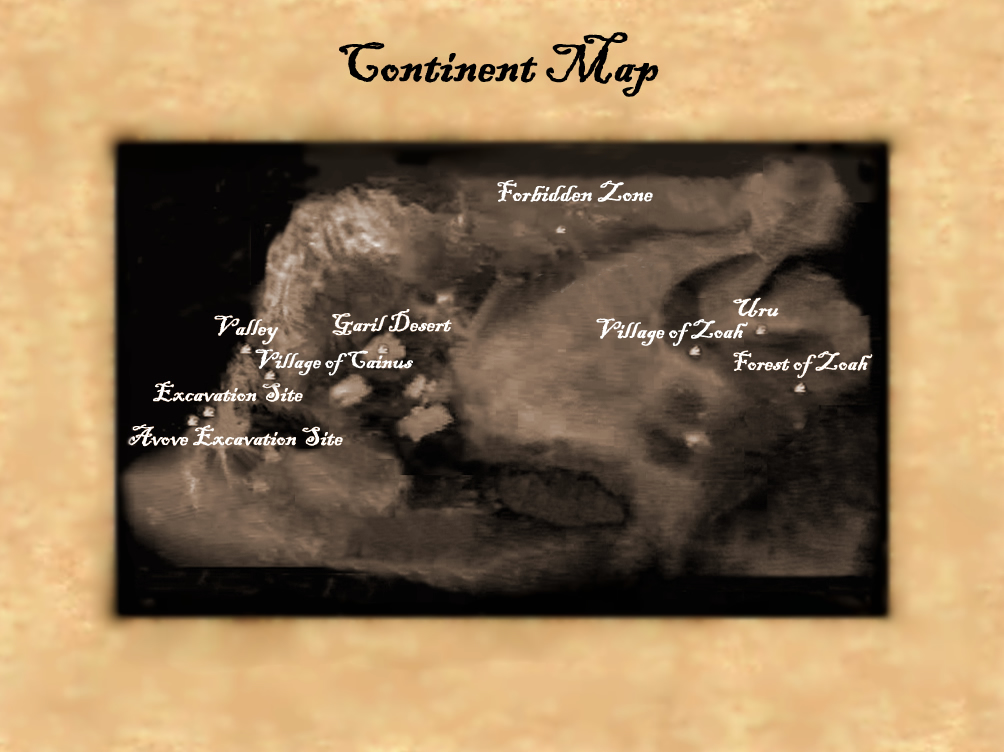 Continent Map
Forbidden Zone
Uru
Valley
Garil Desert
Village of Zoah
Village of Cainus
Forest of Zoah
Excavation Site
Avove Excavation Site